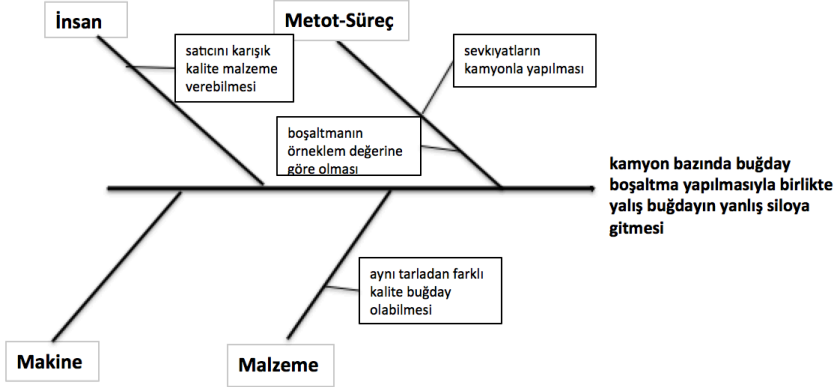 İnsan
Metot-Süreç
satıcını karışık
kalite malzeme
verebilmesi
sevkıyatların
kamyonla yapılması
boşaltmanın
örneklem değerine
göre olması
kamyon bazında buğday
boşaltma yapılmasıyla birlikte
yalış buğdayın yanlış siloya
gitmesi
aynı tarladan farklı
kalite buğday
olabilmesi
Makine
Malzeme